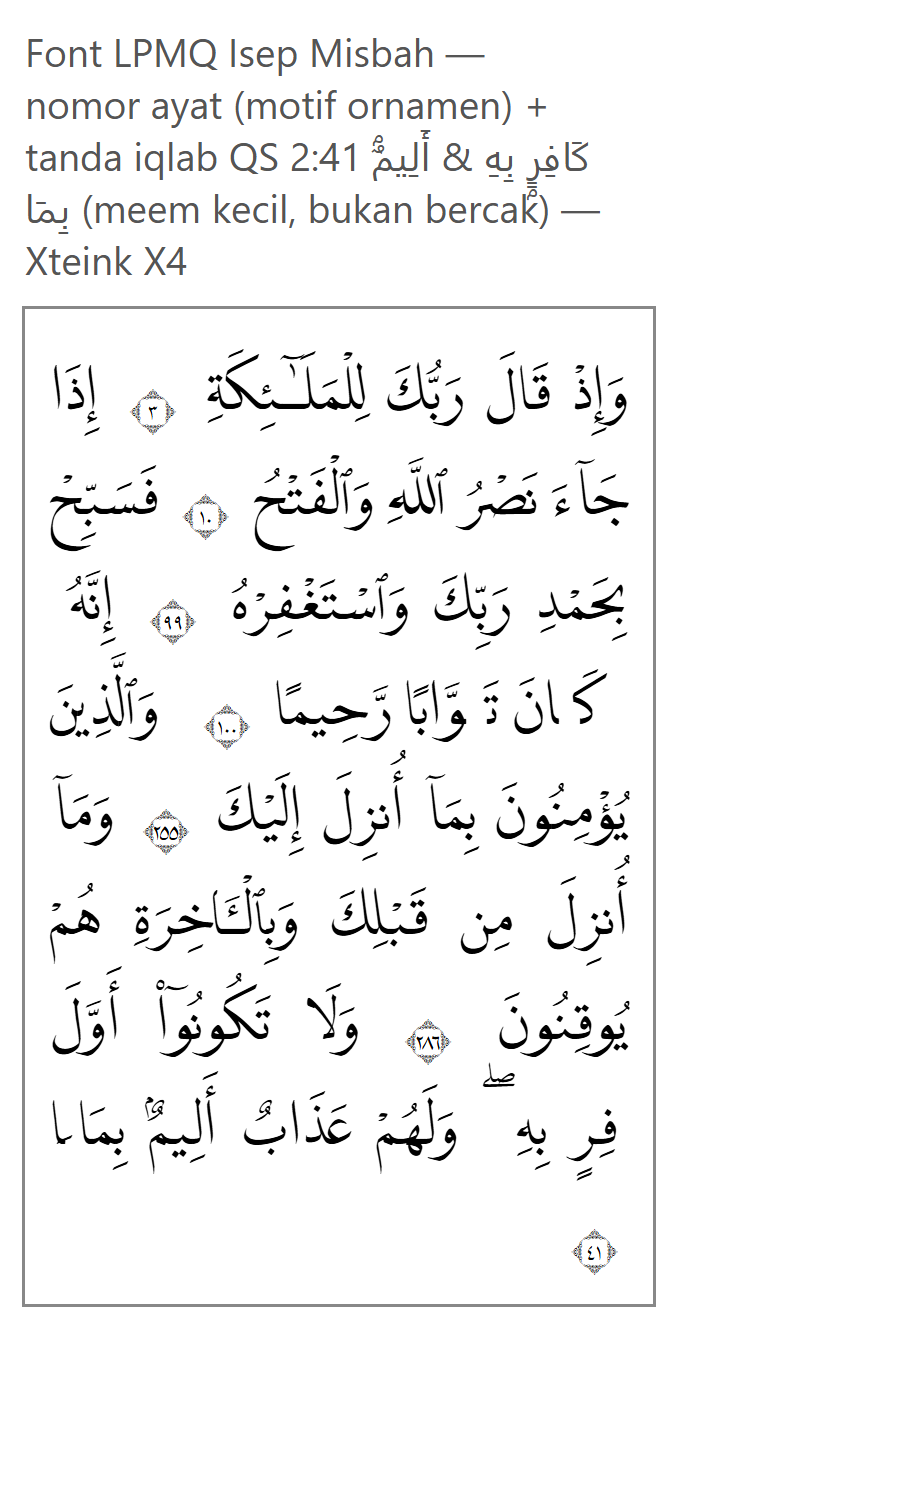 Font LPMQ Isep Misbah —
nomor ayat (motif ornamen) +
tanda iqlab QS 2:41 كَافِرٍۭ بِهِ & أَلِيمٌۢ
بِمَا (meem kecil, bukan bercak) —
Xteink X4
وَإِذْ قَالَ رَبُّكَ لِلْمَلَـٰٓئِكَةِ ٣ إِذَا
جَآءَ نَصْرُ ٱللَّهِ وَٱلْفَتْحُ ١٠ فَسَبِّحْ
بِحَمْدِ رَبِّكَ وَٱسْتَغْفِرْهُ ٩٩ إِنَّهُ
كَانَ تَوَّابًا رَّحِيمًا ١٠٠ وَٱلَّذِينَ
يُؤْمِنُونَ بِمَآ أُنزِلَ إِلَيْكَ ٢٥٥ وَمَآ
أُنزِلَ مِن قَبْلِكَ وَبِٱلْـَٔاخِرَةِ هُمْ
يُوقِنُونَ ٢٨٦ وَلَا تَكُونُوٓا۟ أَوَّلَ
فِرٍ بِهِ ۖ وَلَهُمْ عَذَابٌ أَلِيمٌۢ بِمَا
٤١